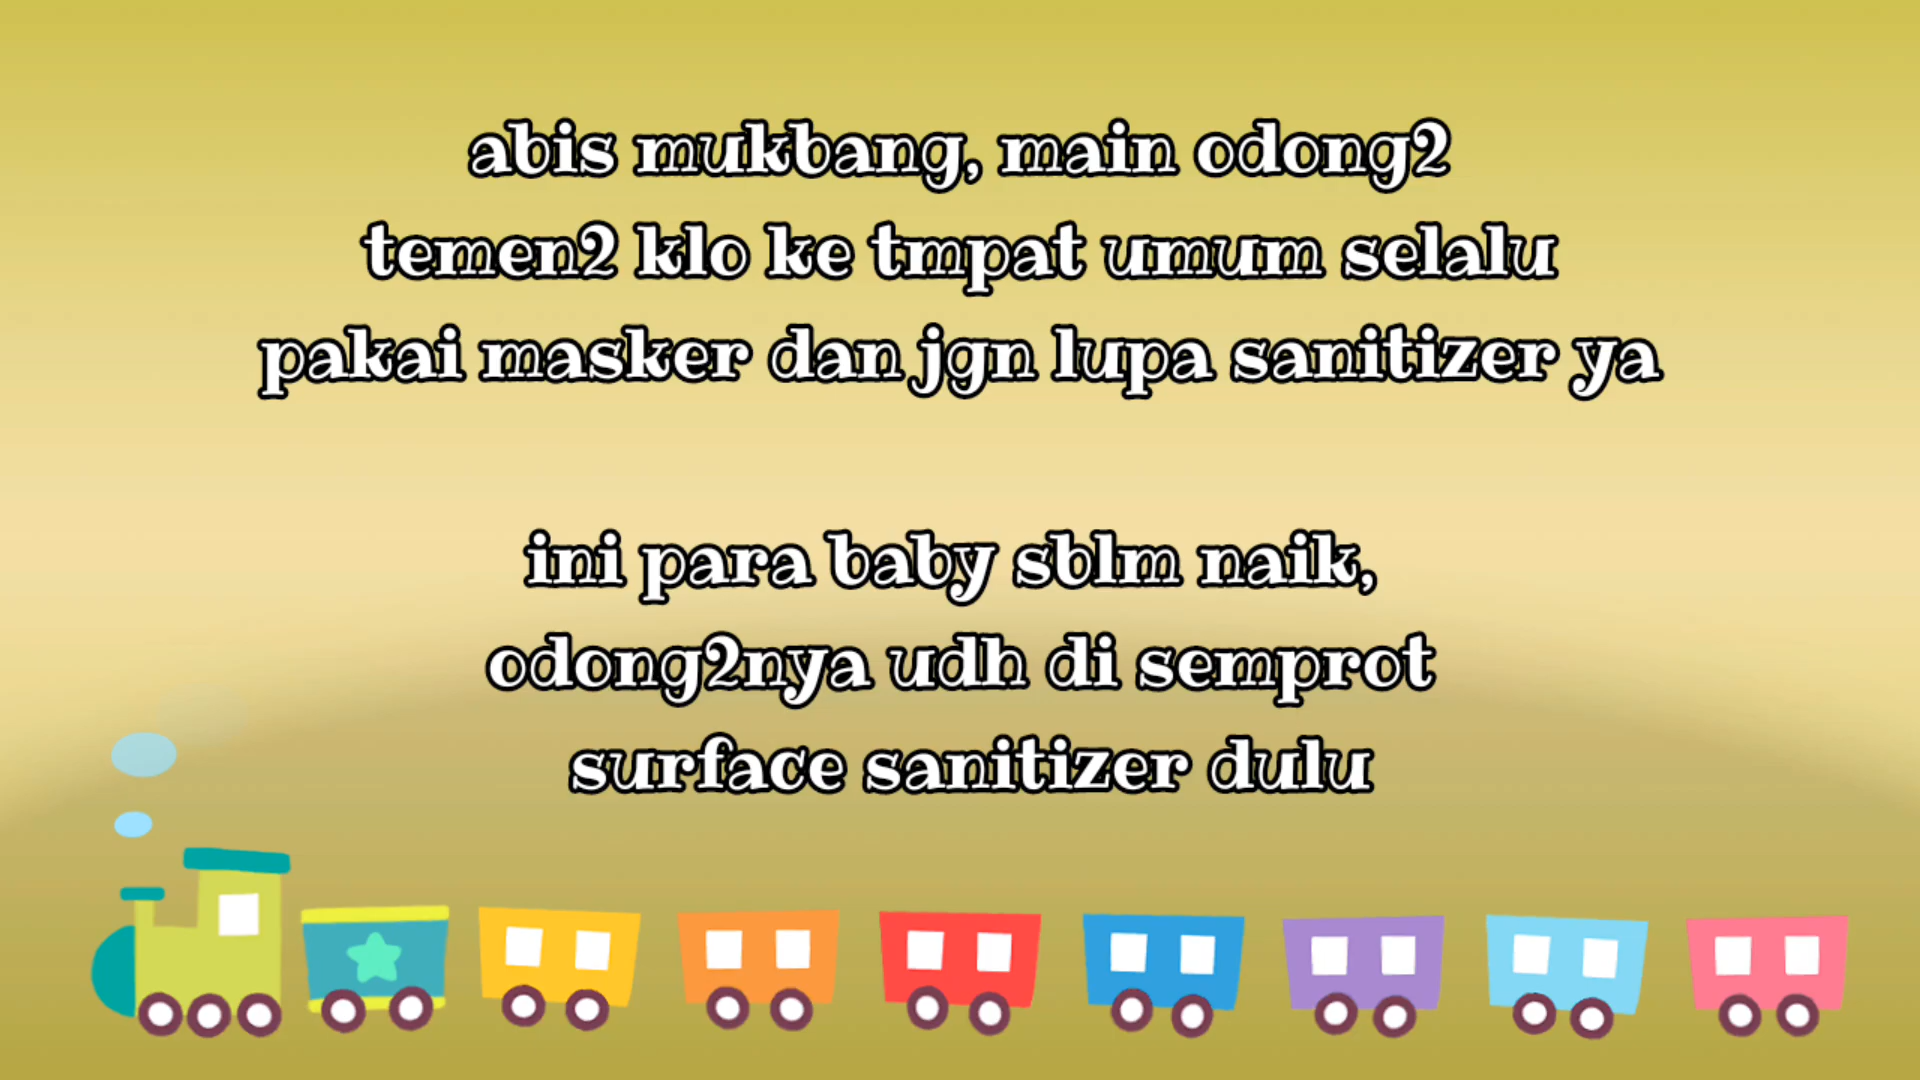 abis mukbang, main odong2
temen2 klo ke tmpat umum selalu
pakai masker dan jgn lupa sanitizer ya
ini para baby sblm naik,
odong2nya udh di semprot
surface sanitizer dulu